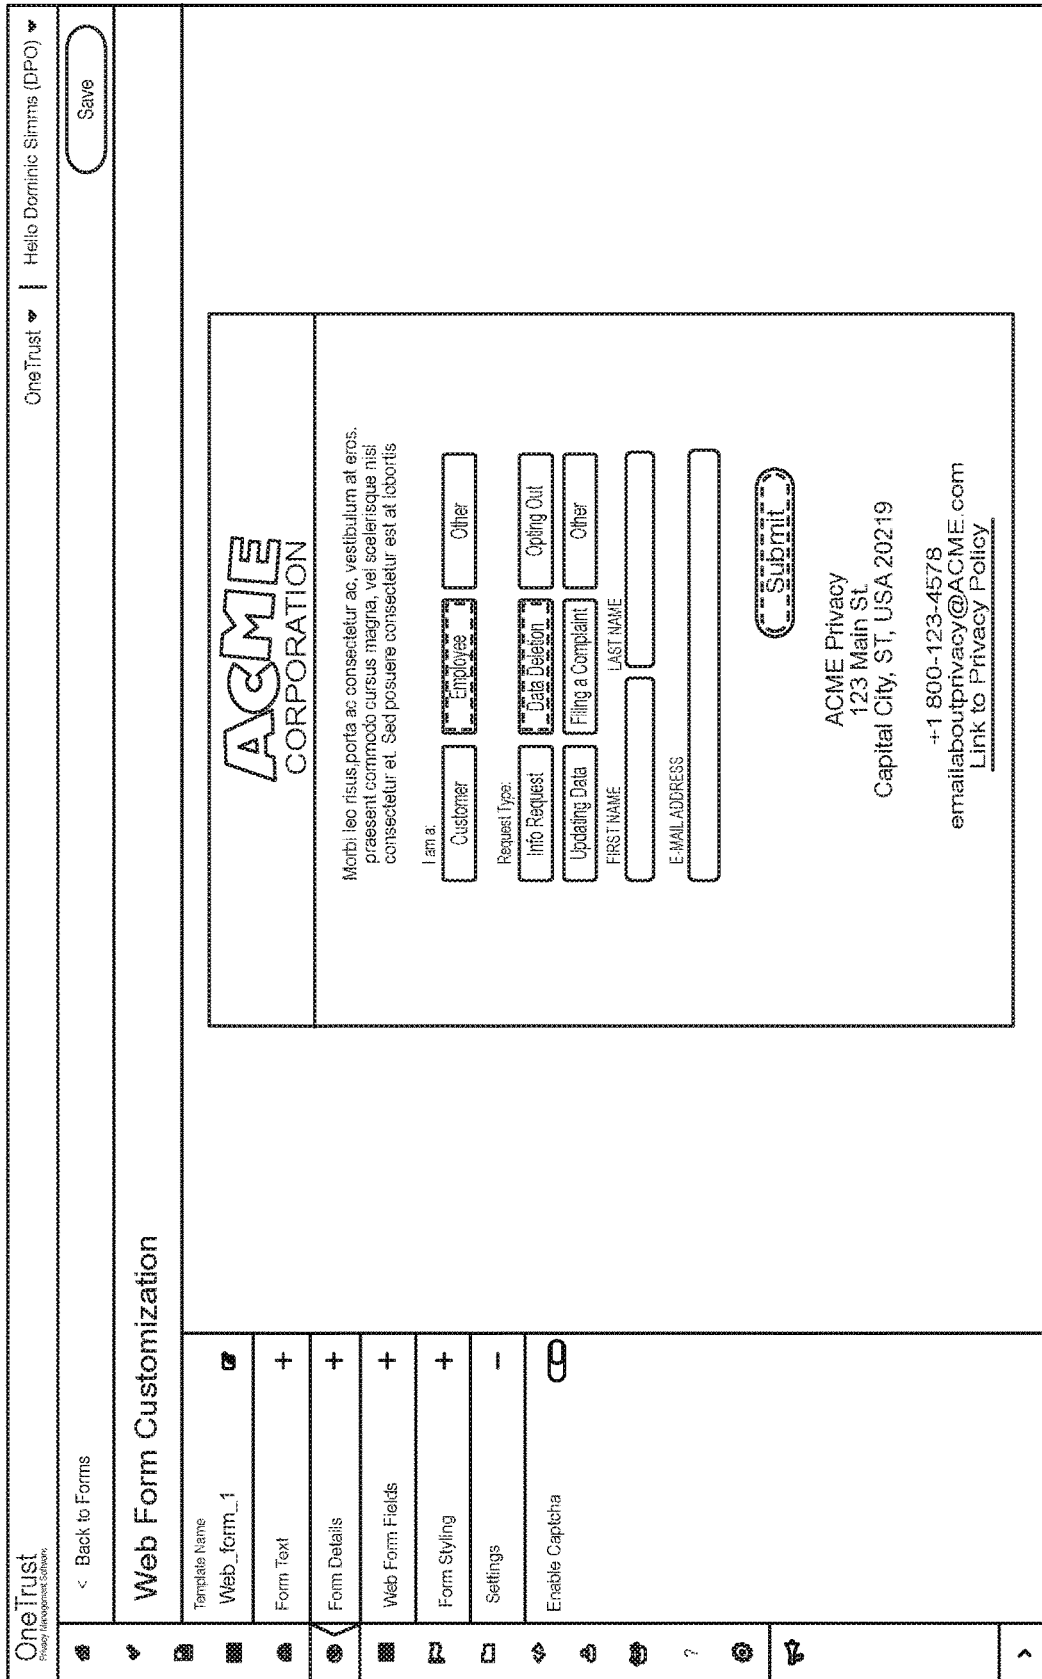 OneTrust
Privacy Management Software
OneTrust
Hello Dominic Simms (DPO)
< Back to Forms
Save
Web Form Customization
Template Name
Web_form_1
Form Text +
Form Details +
Web Form Fields +
Form Styling +
Settings −
Enable Captcha
?
ACME
CORPORATION
Morbi leo risus,porta ac consectetur ac, vestibulum at eros.
praesent commodo cursus magna, vel scelerisque nisl
consectetur et. Sed posuere consectetur est at lobortis
I am a:
Customer
Employee
Other
Request Type:
Info Request
Data Deletion
Opting Out
Updating Data
Filing a Complaint
Other
FIRST NAME
LAST NAME
E-MAIL ADDRESS
Submit
ACME Privacy
123 Main St.
Capital City, ST, USA 20219
+1 800-123-4578
emailaboutprivacy@ACME.com
Link to Privacy Policy